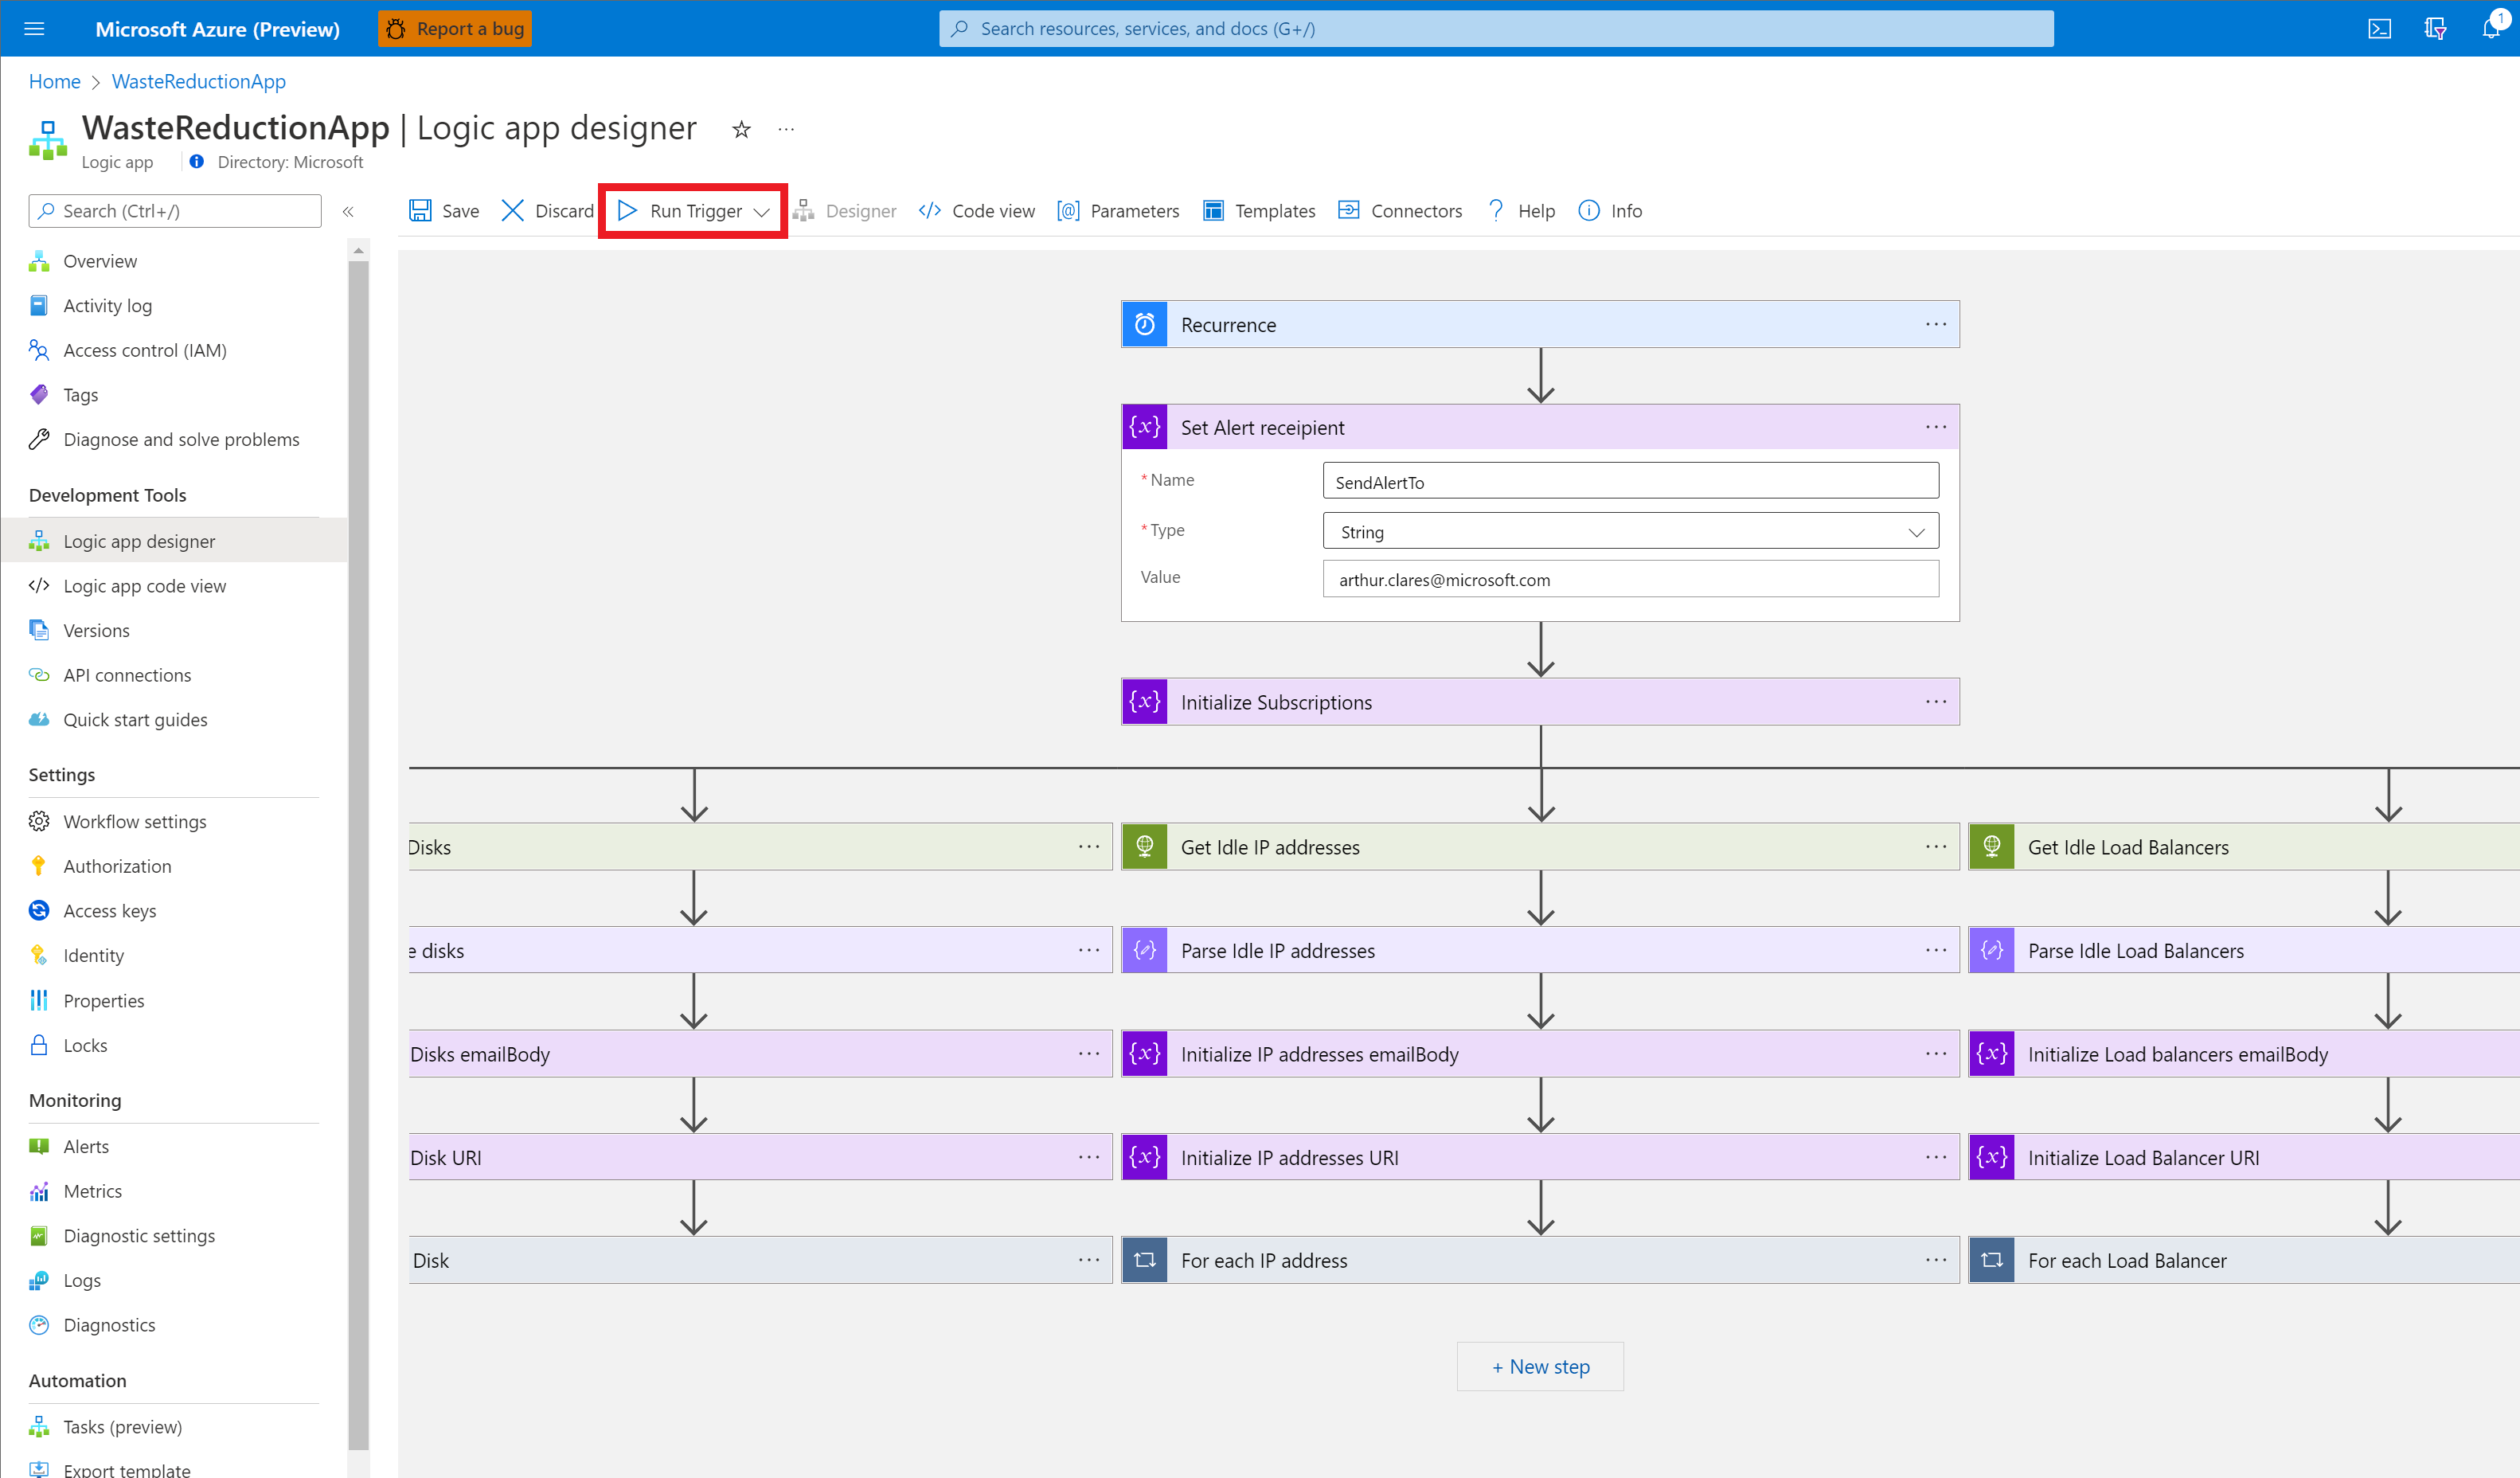 Microsoft Azure (Preview)
Report a bug
Search resources, services, and docs (G+/)
1
Home > WasteReductionApp
WasteReductionApp | Logic app designer
Logic app
Directory: Microsoft
Search (Ctrl+/)
«
Save
Discard
Run Trigger
Designer
Code view
Parameters
Templates
Connectors
Help
Info
Overview
Activity log
Access control (IAM)
Tags
Diagnose and solve problems
Development Tools
Logic app designer
Logic app code view
Versions
API connections
Quick start guides
Settings
Workflow settings
Authorization
Access keys
Identity
Properties
Locks
Monitoring
Alerts
Metrics
Diagnostic settings
Logs
Diagnostics
Automation
Tasks (preview)
Export template
Recurrence
Set Alert receipient
* Name
SendAlertTo
* Type
String
Value
arthur.clares@microsoft.com
Initialize Subscriptions
Disks
Get Idle IP addresses
Get Idle Load Balancers
e disks
Parse Idle IP addresses
Parse Idle Load Balancers
Disks emailBody
Initialize IP addresses emailBody
Initialize Load balancers emailBody
Disk URI
Initialize IP addresses URI
Initialize Load Balancer URI
Disk
For each IP address
For each Load Balancer
+ New step